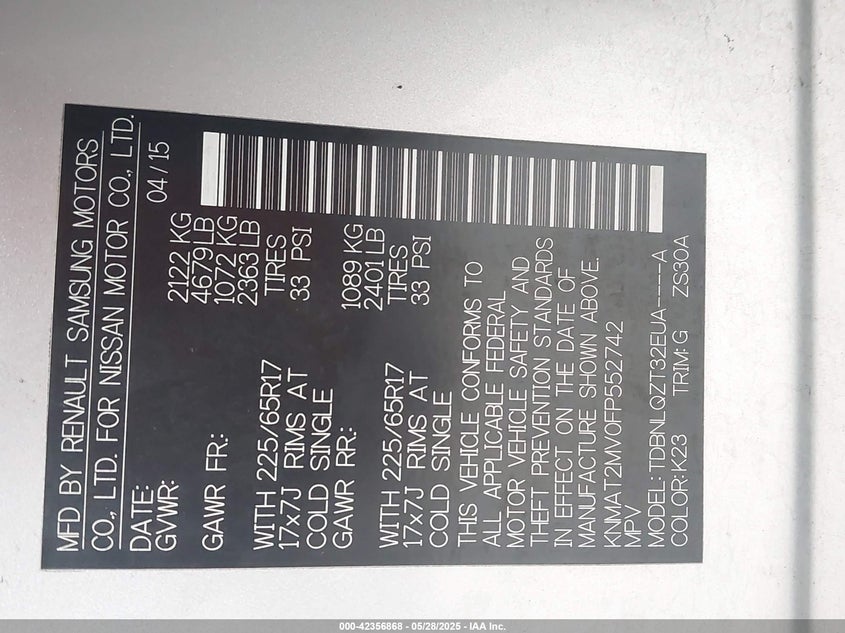 MFD BY RENAULT SAMSUNG MOTORS
CO., LTD. FOR NISSAN MOTOR CO., LTD.
DATE: 04/15
GVWR: 2122 KG
4679 LB
GAWR FR.: 1072 KG
2363 LB
WITH 225/65R17 TIRES
17x7J RIMS AT 33 PSI
COLD SINGLE
GAWR RR.: 1089 KG
2401 LB
WITH 225/65R17 TIRES
17x7J RIMS AT 33 PSI
COLD SINGLE
THIS VEHICLE CONFORMS TO
ALL APPLICABLE FEDERAL
MOTOR VEHICLE SAFETY AND
THEFT PREVENTION STANDARDS
IN EFFECT ON THE DATE OF
MANUFACTURE SHOWN ABOVE.
KNMAT2MV0FP552742
MPV
MODEL: TDBNLQZT32EUA-----A
COLOR: K23 TRIM: G ZS30A
000-42356868 - 05/28/2025 - IAA Inc.